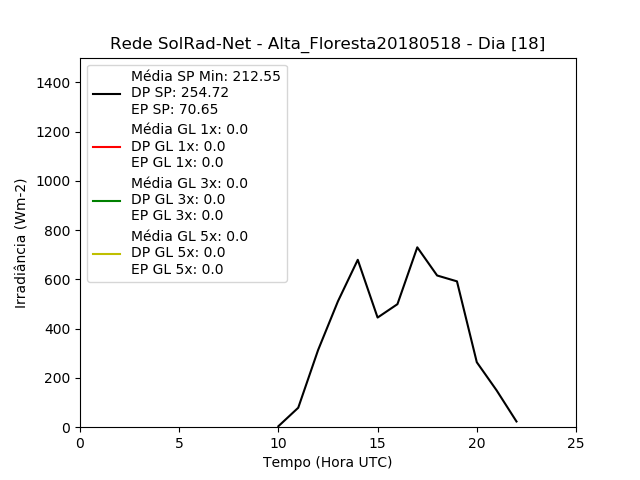 Rede SolRad-Net - Alta_Floresta20180518 - Dia [18]
Média SP Min: 212.55
DP SP: 254.72
EP SP: 70.65
Média GL 1x: 0.0
DP GL 1x: 0.0
EP GL 1x: 0.0
Média GL 3x: 0.0
DP GL 3x: 0.0
EP GL 3x: 0.0
Média GL 5x: 0.0
DP GL 5x: 0.0
EP GL 5x: 0.0
Irradiância (Wm-2)
1400
1200
1000
800
600
400
200
0
0 5 10 15 20 25
Tempo (Hora UTC)